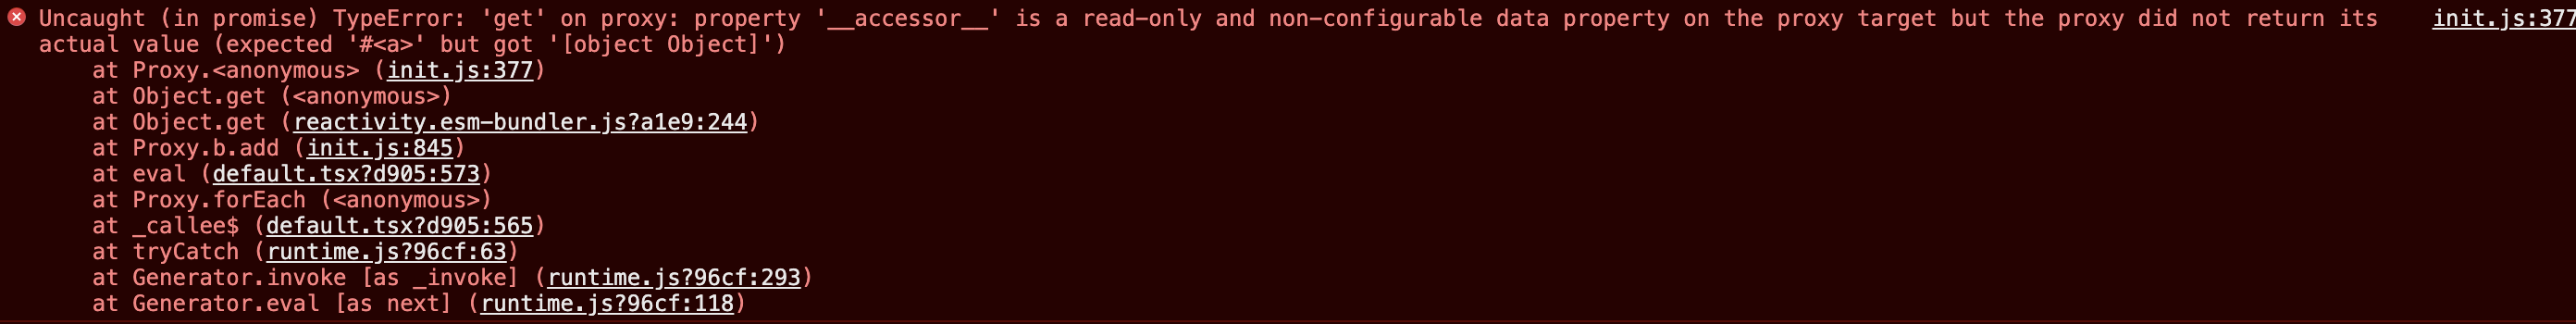 Uncaught (in promise) TypeError: 'get' on proxy: property '__accessor__' is a read-only and non-configurable data property on the proxy target but the proxy did not return its init.js:377
actual value (expected '#<a>' but got '[object Object]')
at Proxy.<anonymous> (init.js:377)
at Object.get (<anonymous>)
at Object.get (reactivity.esm-bundler.js?a1e9:244)
at Proxy.b.add (init.js:845)
at eval (default.tsx?d905:573)
at Proxy.forEach (<anonymous>)
at _callee$ (default.tsx?d905:565)
at tryCatch (runtime.js?96cf:63)
at Generator.invoke [as _invoke] (runtime.js?96cf:293)
at Generator.eval [as next] (runtime.js?96cf:118)